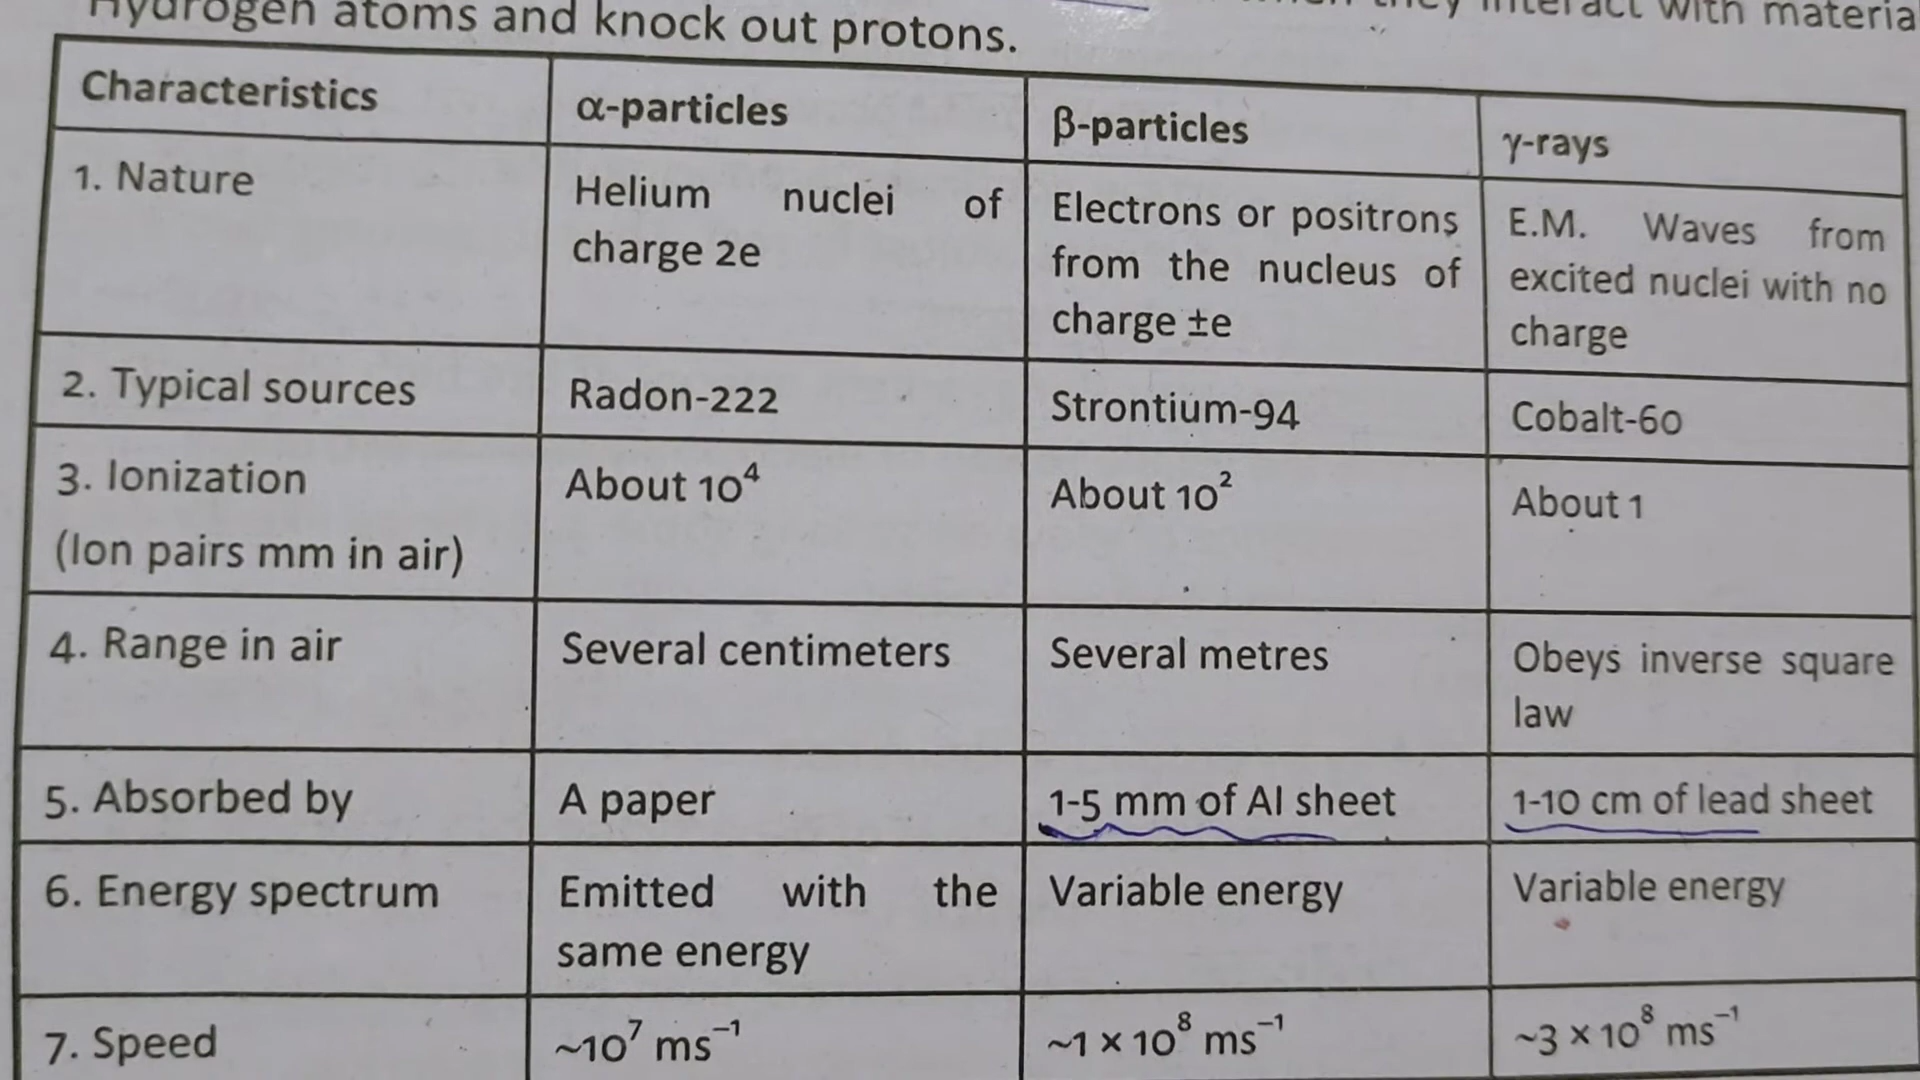 Hydrogen atoms and knock out protons.
they interact with materia
Characteristics
α-particles
β-particles
γ-rays
1. Nature
Helium nuclei of
charge 2e
Electrons or positrons
from the nucleus of
charge ±e
E.M. Waves from
excited nuclei with no
charge
2. Typical sources
Radon-222
Strontium-94
Cobalt-60
3. Ionization
(Ion pairs mm in air)
About 10⁴
About 10²
About 1
4. Range in air
Several centimeters
Several metres
Obeys inverse square
law
5. Absorbed by
A paper
1-5 mm of Al sheet
1-10 cm of lead sheet
6. Energy spectrum
Emitted with the
same energy
Variable energy
Variable energy
7. Speed
~10⁷ ms⁻¹
~1 × 10⁸ ms⁻¹
~3 × 10⁸ ms⁻¹